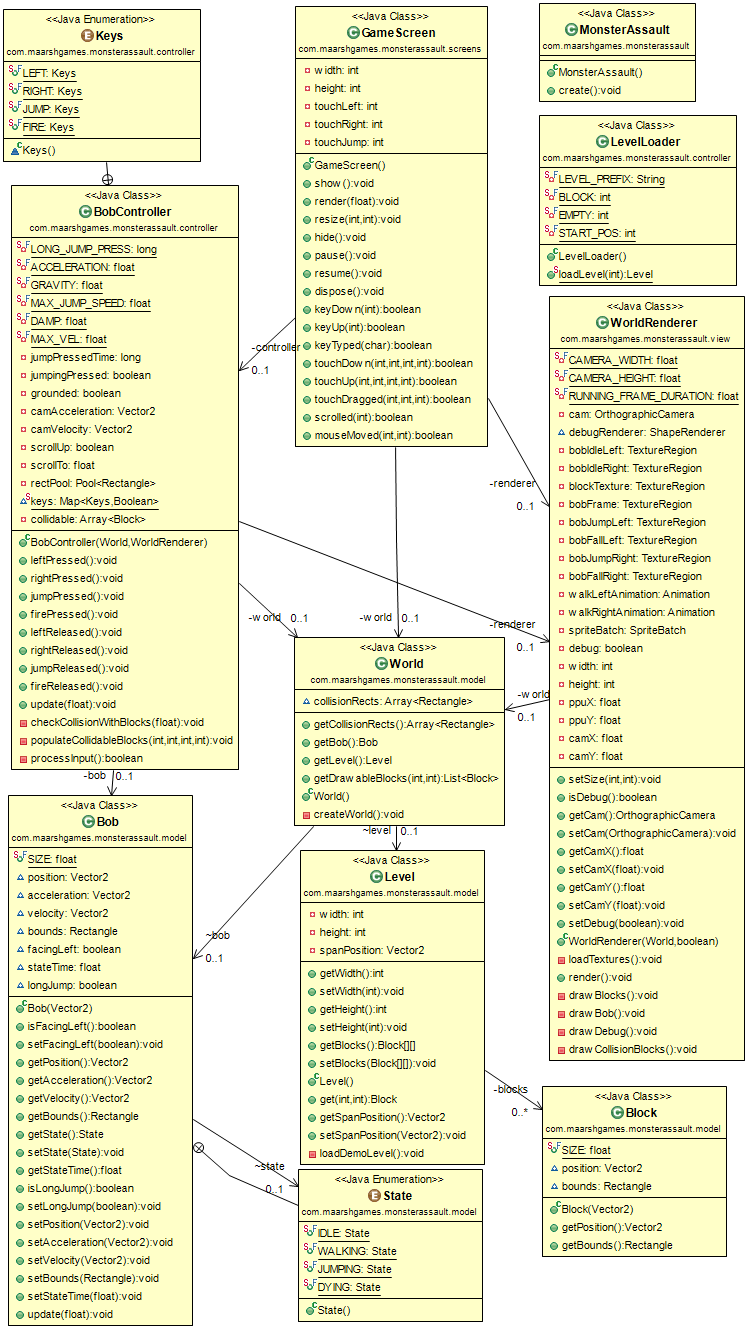 <<Java Enumeration>>
Keys
com.maarshgames.monsterassault.controller
LEFT: Keys
RIGHT: Keys
JUMP: Keys
FIRE: Keys
Keys()
<<Java Class>>
GameScreen
com.maarshgames.monsterassault.screens
width: int
height: int
touchLeft: int
touchRight: int
touchJump: int
GameScreen()
show():void
render(float):void
resize(int,int):void
hide():void
pause():void
resume():void
dispose():void
keyDown(int):boolean
keyUp(int):boolean
keyTyped(char):boolean
touchDown(int,int,int,int):boolean
touchUp(int,int,int,int):boolean
touchDragged(int,int,int):boolean
scrolled(int):boolean
mouseMoved(int,int):boolean
<<Java Class>>
MonsterAssault
com.maarshgames.monsterassault
MonsterAssault()
create():void
<<Java Class>>
LevelLoader
com.maarshgames.monsterassault.controller
LEVEL_PREFIX: String
BLOCK: int
EMPTY: int
START_POS: int
LevelLoader()
loadLevel(int):Level
<<Java Class>>
BobController
com.maarshgames.monsterassault.controller
LONG_JUMP_PRESS: long
ACCELERATION: float
GRAVITY: float
MAX_JUMP_SPEED: float
DAMP: float
MAX_VEL: float
jumpPressedTime: long
jumpingPressed: boolean
grounded: boolean
camAcceleration: Vector2
camVelocity: Vector2
scrollUp: boolean
scrollTo: float
rectPool: Pool<Rectangle>
keys: Map<Keys,Boolean>
collidable: Array<Block>
BobController(World,WorldRenderer)
leftPressed():void
rightPressed():void
jumpPressed():void
firePressed():void
leftReleased():void
rightReleased():void
jumpReleased():void
fireReleased():void
update(float):void
checkCollisionWithBlocks(float):void
populateCollidableBlocks(int,int,int,int):void
processInput():boolean
-controller
0..1
-renderer
0..1
-world
0..1
-world
0..1
-renderer
0..1
-world
0..1
<<Java Class>>
WorldRenderer
com.maarshgames.monsterassault.view
CAMERA_WIDTH: float
CAMERA_HEIGHT: float
RUNNING_FRAME_DURATION: float
cam: OrthographicCamera
debugRenderer: ShapeRenderer
bobIdleLeft: TextureRegion
bobIdleRight: TextureRegion
blockTexture: TextureRegion
bobFrame: TextureRegion
bobJumpLeft: TextureRegion
bobFallLeft: TextureRegion
bobJumpRight: TextureRegion
bobFallRight: TextureRegion
walkLeftAnimation: Animation
walkRightAnimation: Animation
spriteBatch: SpriteBatch
debug: boolean
width: int
height: int
ppuX: float
ppuY: float
camX: float
camY: float
setSize(int,int):void
isDebug():boolean
getCam():OrthographicCamera
setCam(OrthographicCamera):void
getCamX():float
setCamX(float):void
getCamY():float
setCamY(float):void
setDebug(boolean):void
WorldRenderer(World,boolean)
loadTextures():void
render():void
drawBlocks():void
drawBob():void
drawDebug():void
drawCollisionBlocks():void
<<Java Class>>
World
com.maarshgames.monsterassault.model
collisionRects: Array<Rectangle>
getCollisionRects():Array<Rectangle>
getBob():Bob
getLevel():Level
getDrawableBlocks(int,int):List<Block>
World()
createWorld():void
-bob
0..1
~level
0..1
~bob
0..1
<<Java Class>>
Bob
com.maarshgames.monsterassault.model
SIZE: float
position: Vector2
acceleration: Vector2
velocity: Vector2
bounds: Rectangle
facingLeft: boolean
stateTime: float
longJump: boolean
Bob(Vector2)
isFacingLeft():boolean
setFacingLeft(boolean):void
getPosition():Vector2
getAcceleration():Vector2
getVelocity():Vector2
getBounds():Rectangle
getState():State
setState(State):void
getStateTime():float
isLongJump():boolean
setLongJump(boolean):void
setPosition(Vector2):void
setAcceleration(Vector2):void
setVelocity(Vector2):void
setBounds(Rectangle):void
setStateTime(float):void
update(float):void
<<Java Class>>
Level
com.maarshgames.monsterassault.model
width: int
height: int
spanPosition: Vector2
getWidth():int
setWidth(int):void
getHeight():int
setHeight(int):void
getBlocks():Block[][]
setBlocks(Block[][]):void
Level()
get(int,int):Block
getSpanPosition():Vector2
setSpanPosition(Vector2):void
loadDemoLevel():void
-blocks
0..*
~state
0..1
<<Java Class>>
Block
com.maarshgames.monsterassault.model
SIZE: float
position: Vector2
bounds: Rectangle
Block(Vector2)
getPosition():Vector2
getBounds():Rectangle
<<Java Enumeration>>
State
com.maarshgames.monsterassault.model
IDLE: State
WALKING: State
JUMPING: State
DYING: State
State()